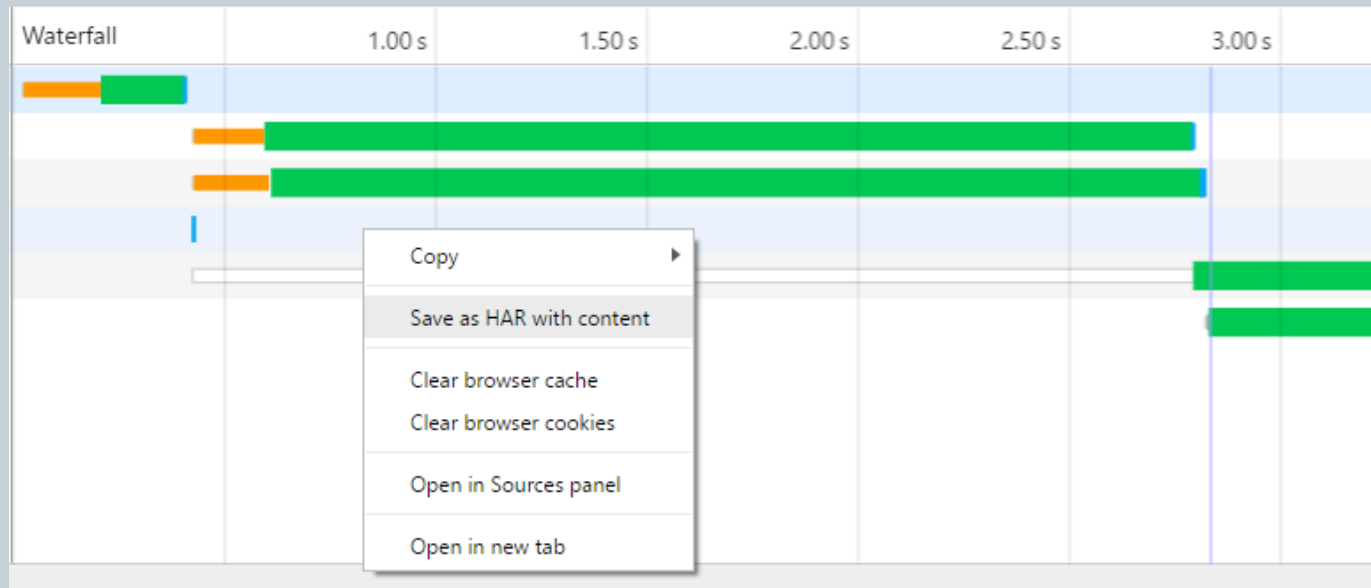 Waterfall 1.00 s 1.50 s 2.00 s 2.50 s 3.00 s
Copy
Save as HAR with content
Clear browser cache
Clear browser cookies
Open in Sources panel
Open in new tab